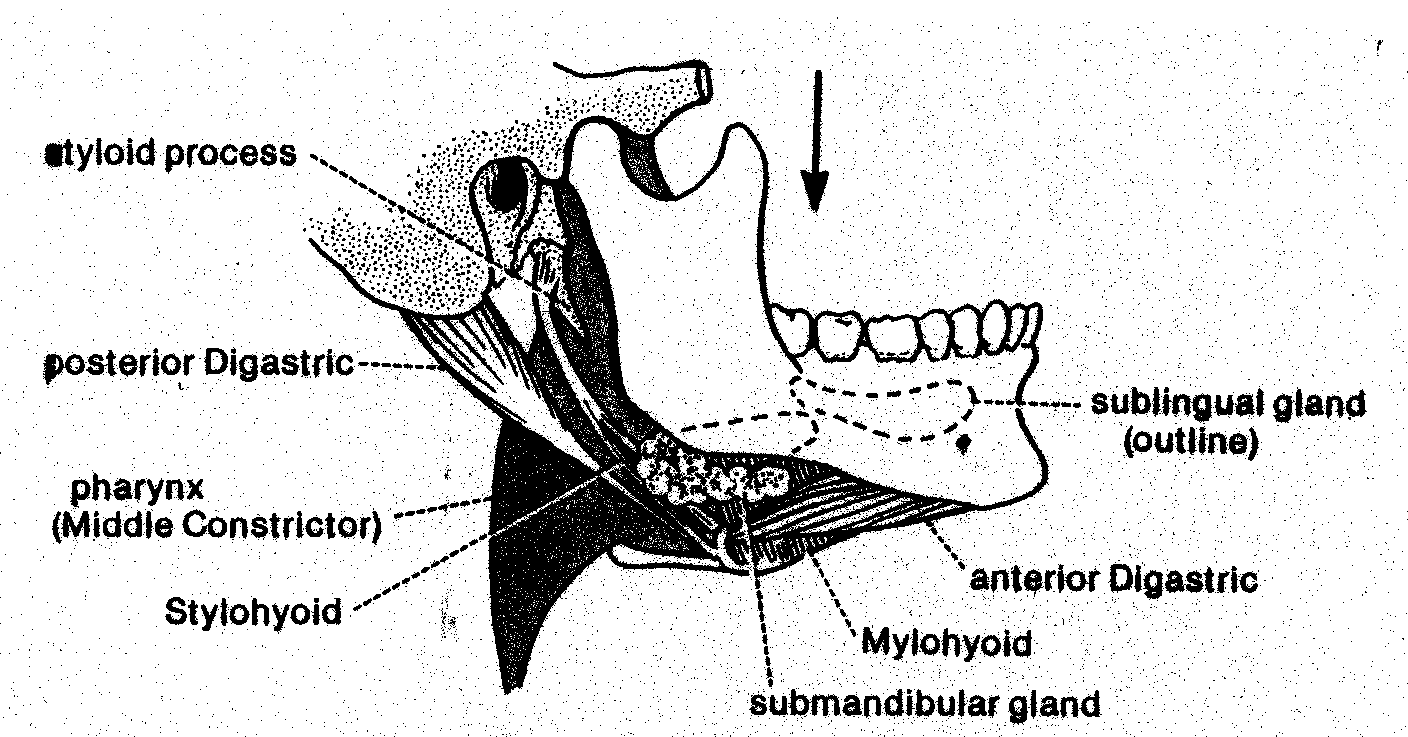 styloid process
posterior Digastric
sublingual gland
(outline)
pharynx
(Middle Constrictor)
anterior Digastric
Stylohyoid
Mylohyoid
submandibular gland